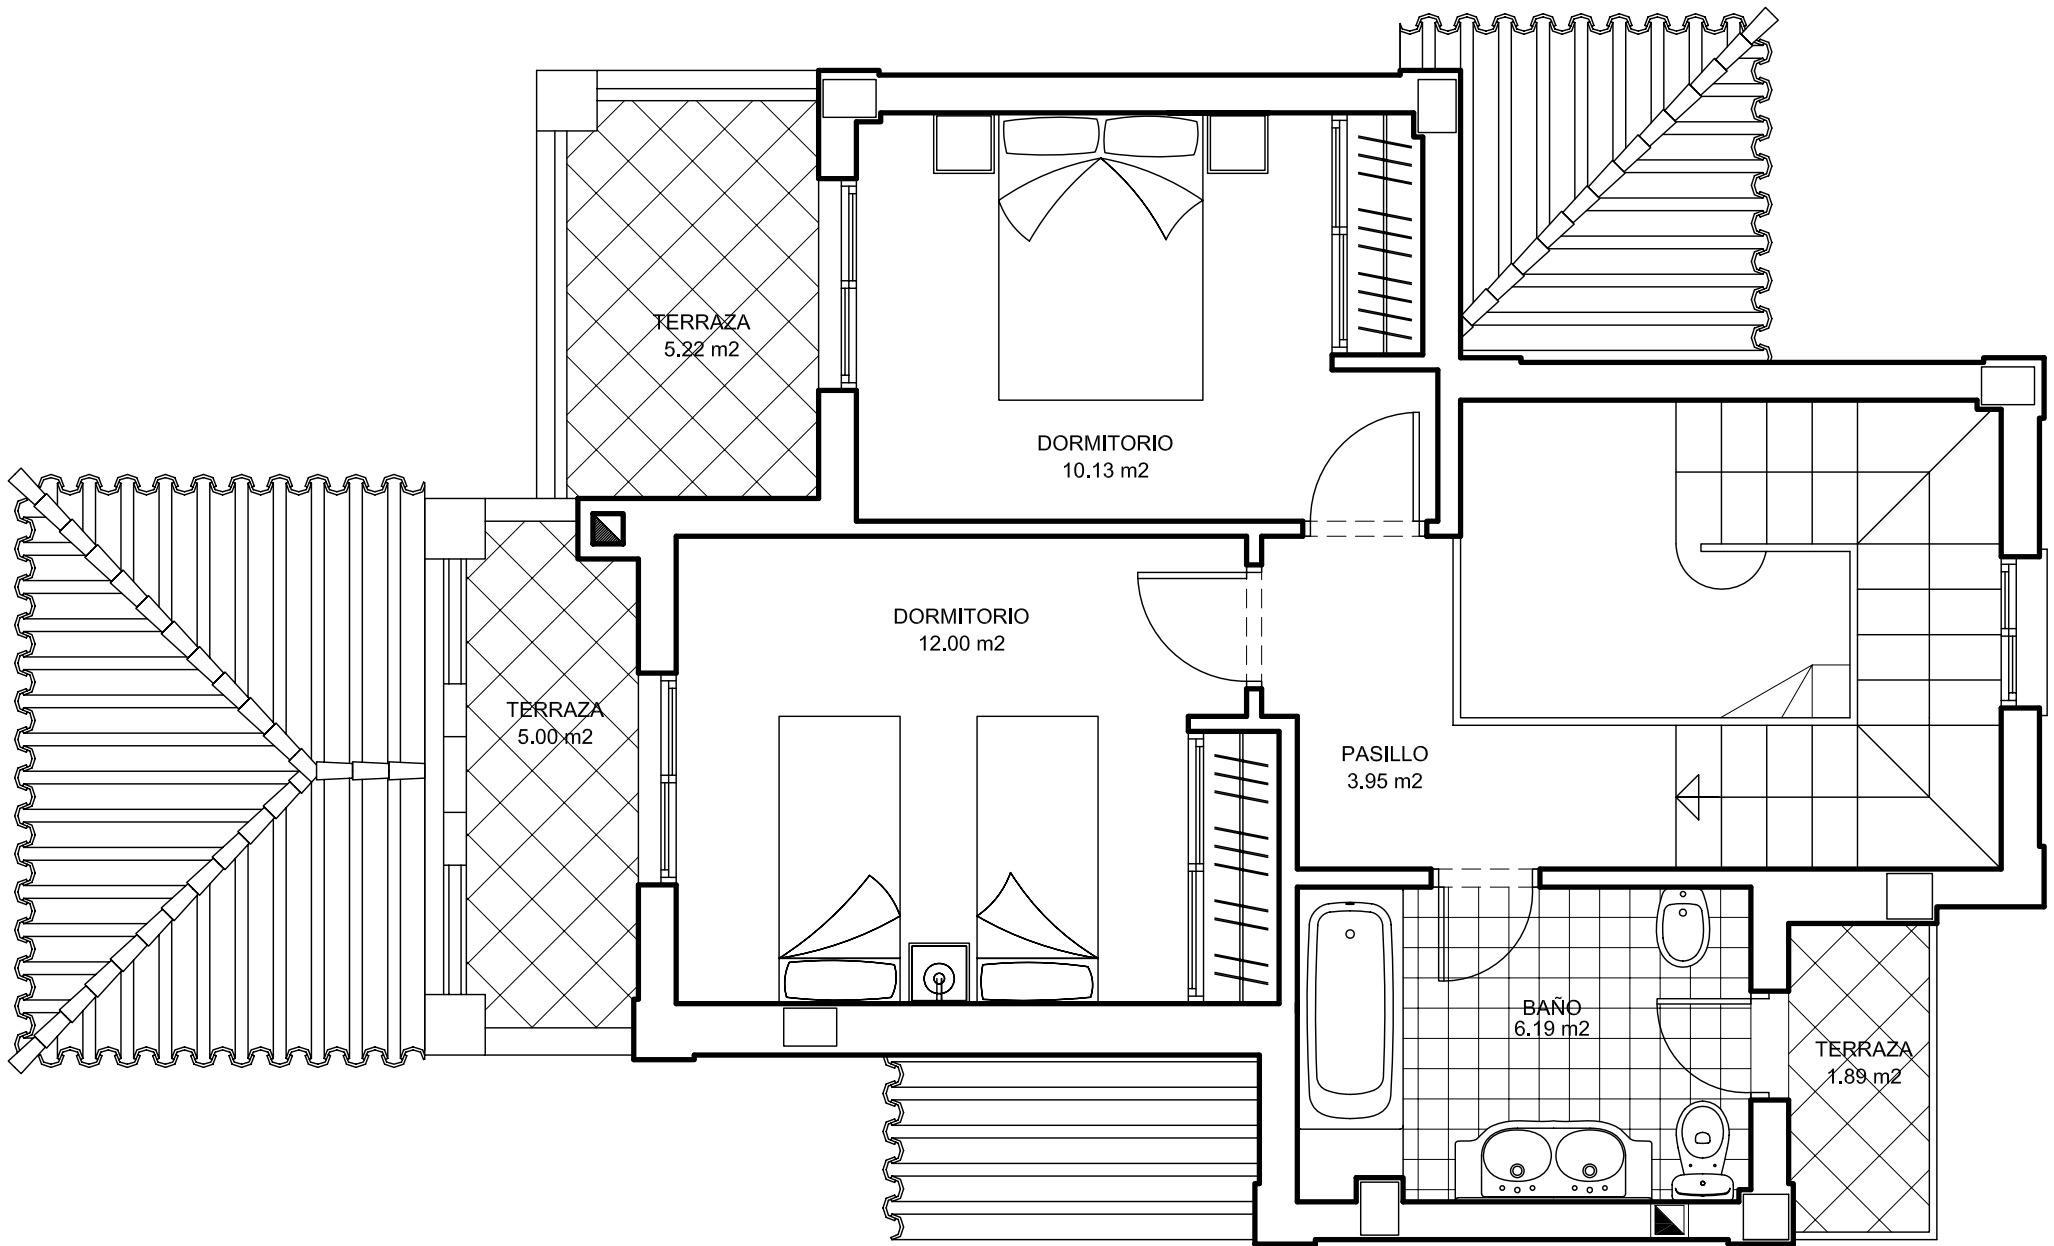 TERRAZA
5.22 m2
DORMITORIO
10.13 m2
DORMITORIO
12.00 m2
TERRAZA
5.00 m2
PASILLO
3.95 m2
BAÑO
6.19 m2
TERRAZA
1.89 m2